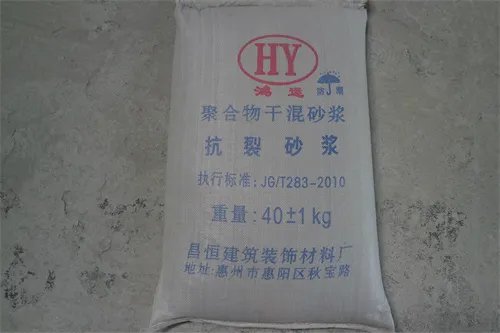 HY
鸿运 防潮
聚合物干混砂浆
抗裂砂浆
执行标准：JG/T283-2010
重量：40±1kg
昌恒建筑装饰材料厂
地址:惠州市惠阳区秋宝路